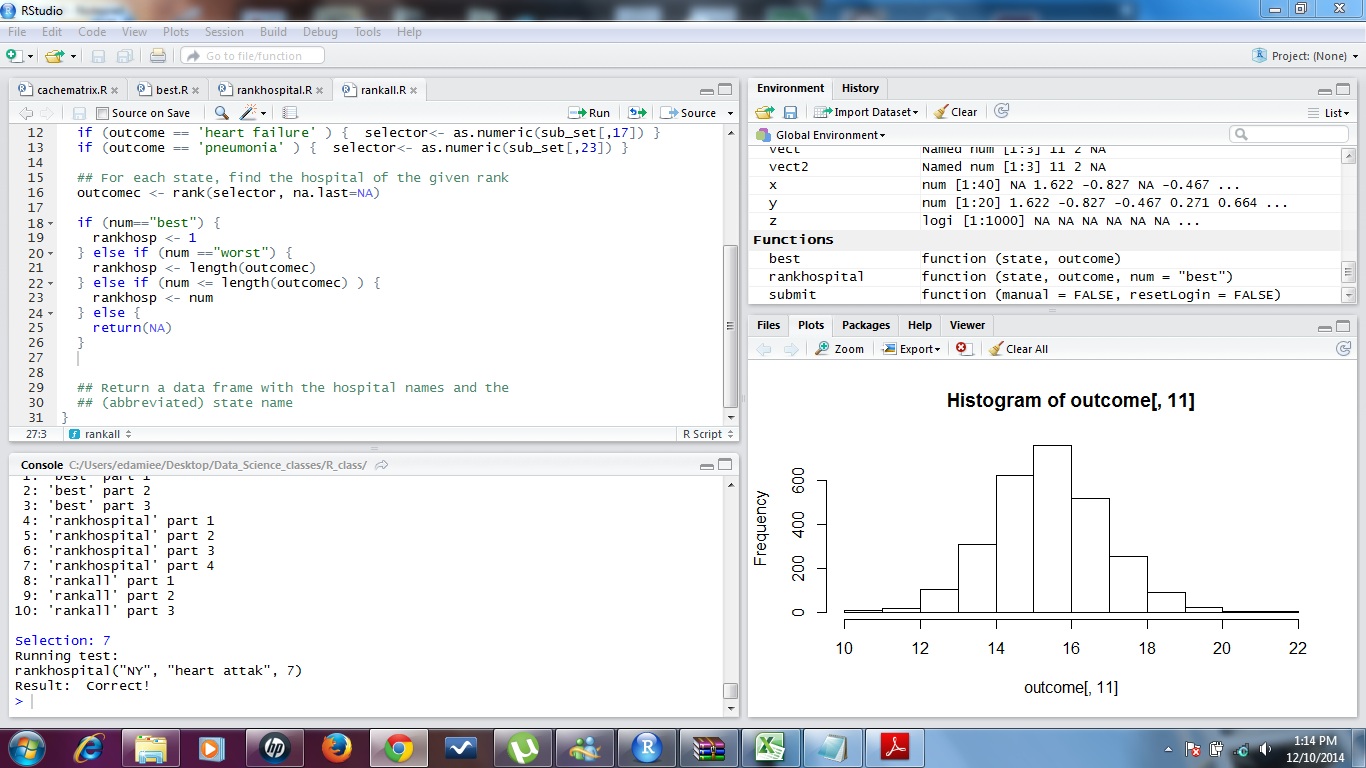 RStudio
File Edit Code View Plots Session Build Debug Tools Help
Go to file/function
Project: (None)
cachematrix.R × best.R × rankhospital.R × rankall.R ×
Source on Save Run Source
12 if (outcome == 'heart failure' ) { selector<- as.numeric(sub_set[,17]) }
13 if (outcome == 'pneumonia' ) { selector<- as.numeric(sub_set[,23]) }
14
15 ## For each state, find the hospital of the given rank
16 outcomec <- rank(selector, na.last=NA)
17
18 if (num=="best") {
19 rankhosp <- 1
20 } else if (num =="worst") {
21 rankhosp <- length(outcomec)
22 } else if (num <= length(outcomec) ) {
23 rankhosp <- num
24 } else {
25 return(NA)
26 }
27
28
29 ## Return a data frame with the hospital names and the
30 ## (abbreviated) state name
31 }
27:3 rankall R Script
Console C:/Users/edamiee/Desktop/Data_Science_classes/R_class/
1: 'best' part 1
2: 'best' part 2
3: 'best' part 3
4: 'rankhospital' part 1
5: 'rankhospital' part 2
6: 'rankhospital' part 3
7: 'rankhospital' part 4
8: 'rankall' part 1
9: 'rankall' part 2
10: 'rankall' part 3
Selection: 7
Running test:
rankhospital("NY", "heart attak", 7)
Result: Correct!
>
Environment History
Import Dataset Clear List
Global Environment
vect Named num [1:3] 11 2 NA
vect2 Named num [1:3] 11 2 NA
x num [1:40] NA 1.622 -0.827 NA -0.467 ...
y num [1:20] 1.622 -0.827 -0.467 0.271 0.664 ...
z logi [1:1000] NA NA NA NA NA NA ...
Functions
best function (state, outcome)
rankhospital function (state, outcome, num = "best")
submit function (manual = FALSE, resetLogin = FALSE)
Files Plots Packages Help Viewer
Zoom Export Clear All
Histogram of outcome[, 11]
Frequency
600
400
200
0
10 12 14 16 18 20 22
outcome[, 11]
1:14 PM
12/10/2014